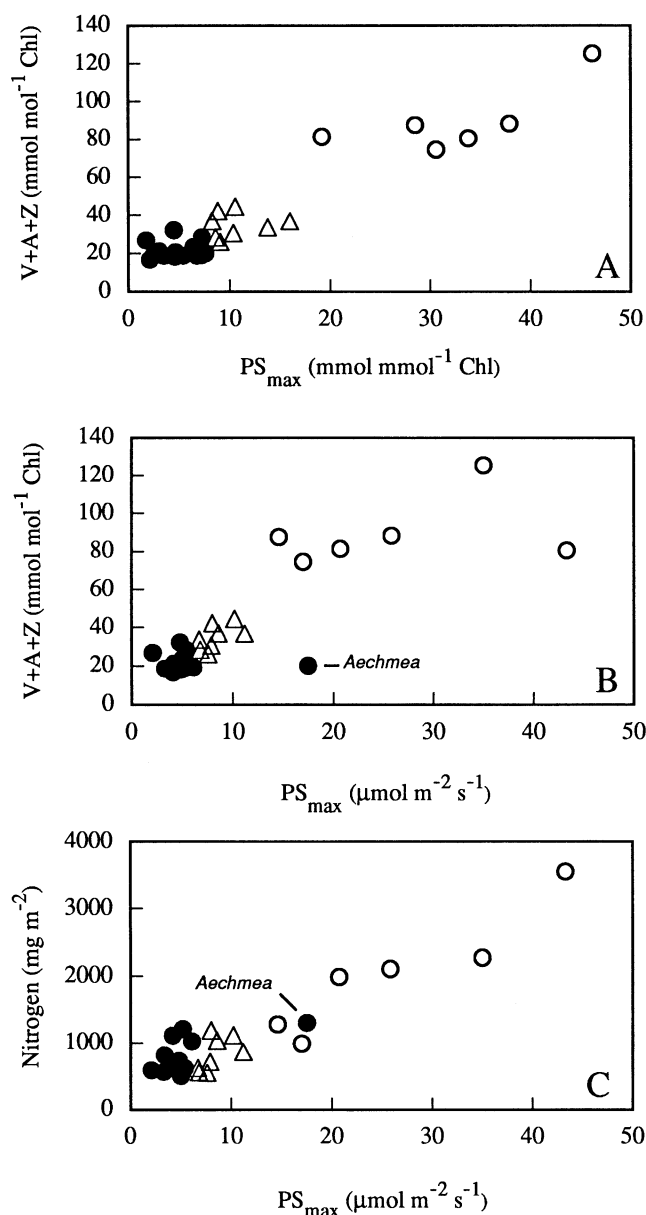 140
120
100
80
60
40
20
0
V+A+Z (mmol mol⁻¹ Chl)
A
0 10 20 30 40 50
PSmax (mmol mmol⁻¹ Chl)
140
120
100
80
60
40
20
0
V+A+Z (mmol mol⁻¹ Chl)
Aechmea
B
0 10 20 30 40 50
PSmax (μmol m⁻² s⁻¹)
4000
3000
2000
1000
0
Nitrogen (mg m⁻²)
Aechmea
C
0 10 20 30 40 50
PSmax (μmol m⁻² s⁻¹)